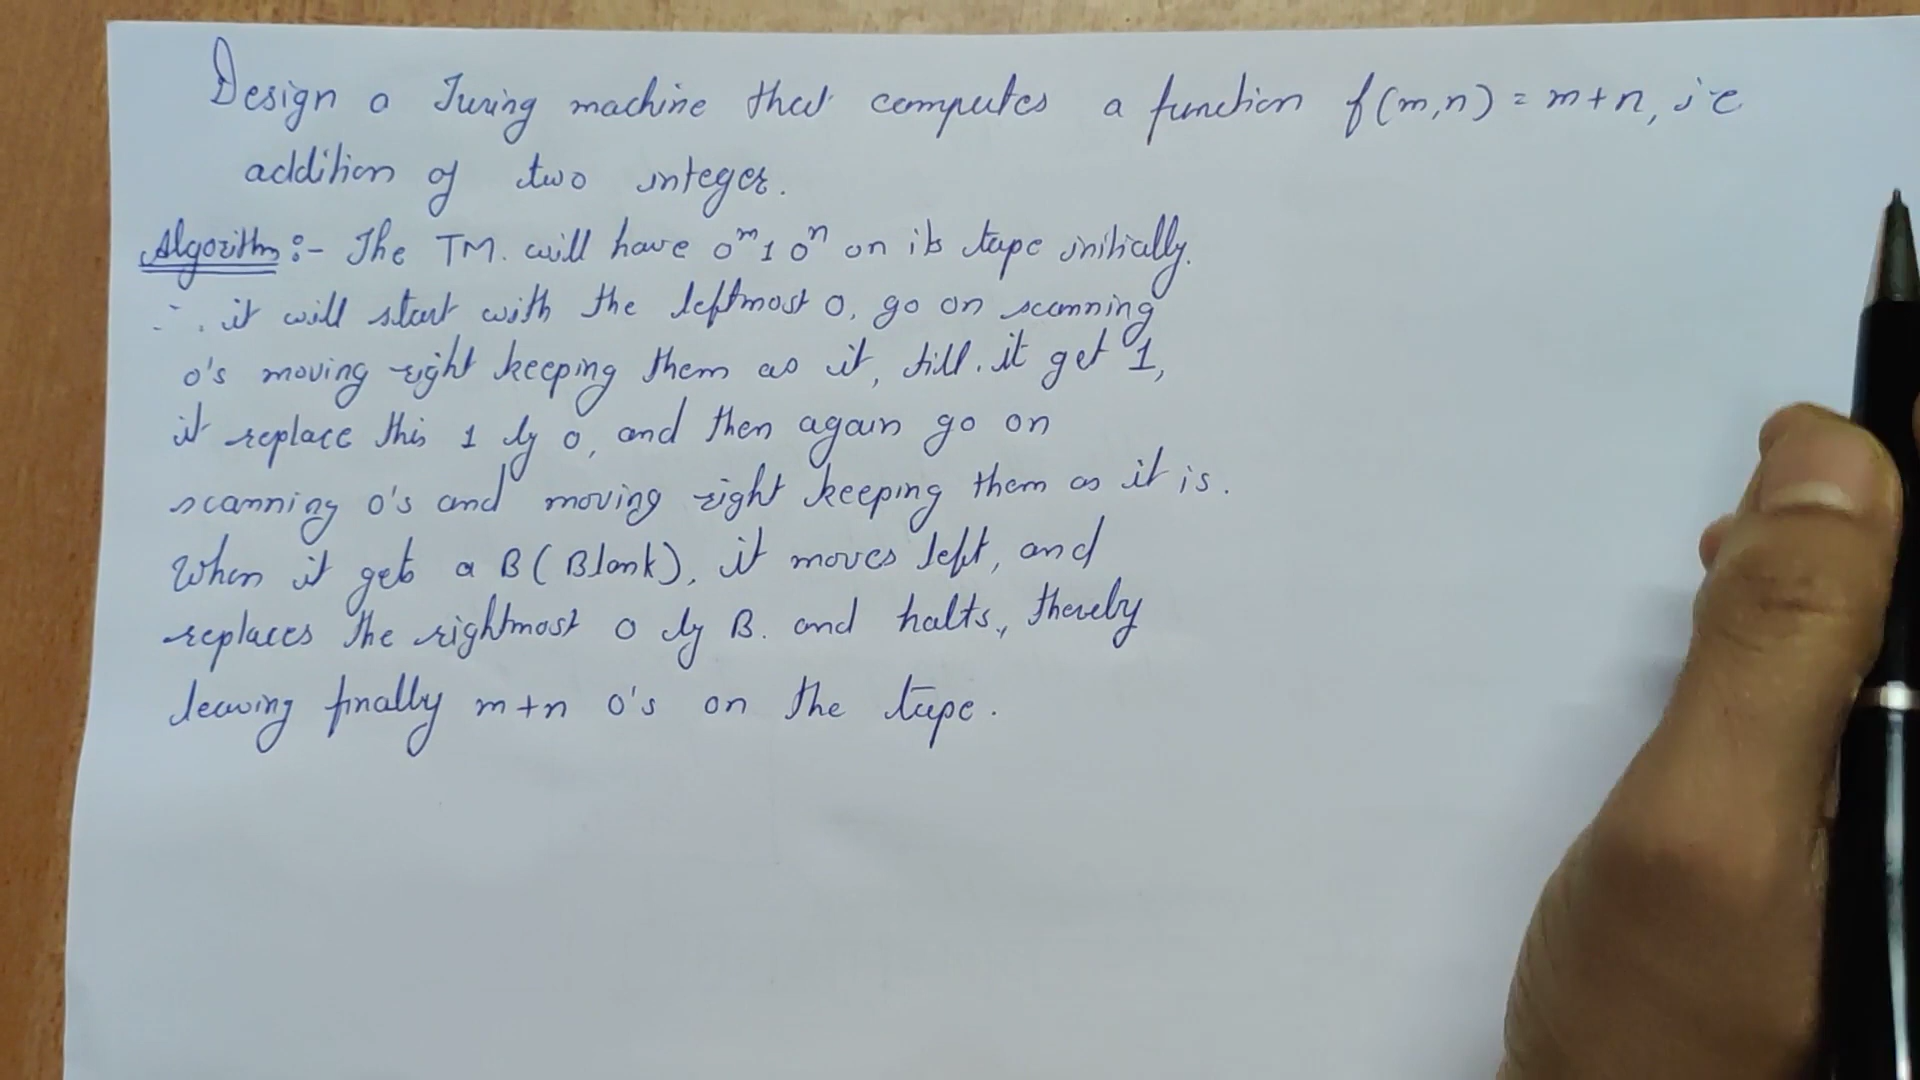 Design a Turing machine that computes a function f(m,n) = m+n, i e
addition of two integer.
Algorithm :- The TM. will have 0^m 1 0^n on its tape initially.
∴ it will start with the leftmost 0, go on scanning
0's moving right keeping them as it, till. it get 1,
it replace this 1 by 0, and then again go on
scanning 0's and moving right keeping them as it is.
When it gets a B (Blank), it moves left, and
replaces the rightmost 0 by B. and halts, thereby
leaving finally m+n 0's on the tape.